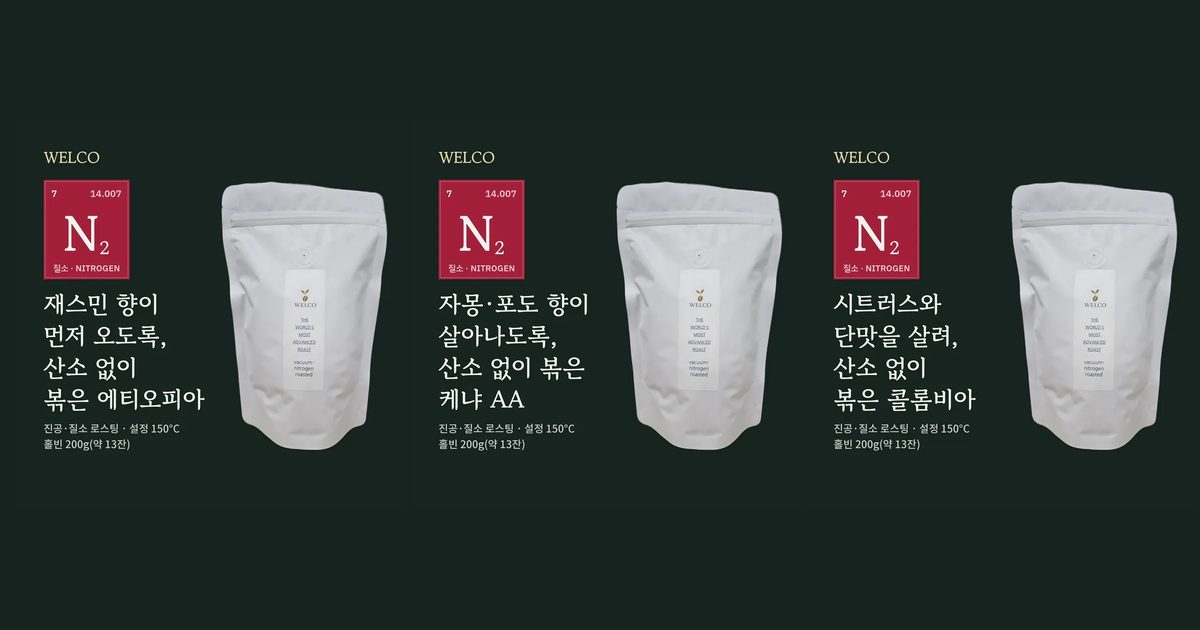 WELCO
7 14.007
N2
질소 · NITROGEN
재스민 향이
먼저 오도록,
산소 없이
볶은 에티오피아
진공·질소 로스팅 · 설정 150°C
홀빈 200g(약 13잔)
WELCO
THE
WORLD'S
MOST
ADVANCED
ROAST
vacuum-
nitrogen
roasted
WELCO
7 14.007
N2
질소 · NITROGEN
자몽·포도 향이
살아나도록,
산소 없이 볶은
케냐 AA
진공·질소 로스팅 · 설정 150°C
홀빈 200g(약 13잔)
WELCO
THE
WORLD'S
MOST
ADVANCED
ROAST
vacuum-
nitrogen
roasted
WELCO
7 14.007
N2
질소 · NITROGEN
시트러스와
단맛을 살려,
산소 없이
볶은 콜롬비아
진공·질소 로스팅 · 설정 150°C
홀빈 200g(약 13잔)
WELCO
THE
WORLD'S
MOST
ADVANCED
ROAST
vacuum-
nitrogen
roasted